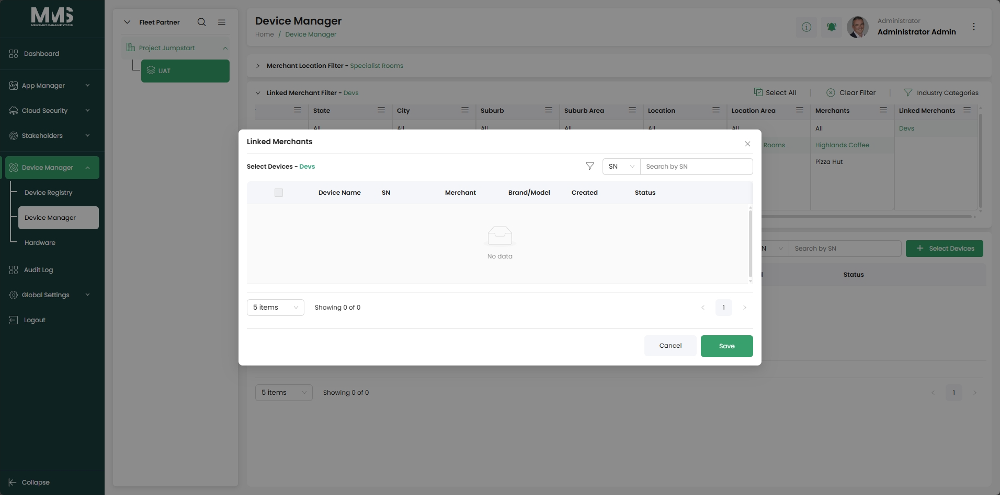 MMS
MERCHANT MANAGER SYSTEM
Dashboard
App Manager
Cloud Security
Stakeholders
Device Manager
Device Registry
Device Manager
Hardware
Audit Log
Global Settings
Logout
Collapse
Fleet Partner
Project Jumpstart
UAT
Device Manager
Home / Device Manager
Administrator
Administrator Admin
Merchant Location Filter - Specialist Rooms
Linked Merchant Filter - Devs
Select All
Clear Filter
Industry Categories
State City Suburb Suburb Area Location Location Area Merchants Linked Merchants
All All All All All All All Devs
Rooms Highlands Coffee
Pizza Hut
Linked Merchants
Select Devices - Devs
SN
Search by SN
Device Name SN Merchant Brand/Model Created Status
No data
5 items
Showing 0 of 0
1
Cancel
Save
N
Search by SN
Select Devices
Status
5 items
Showing 0 of 0
1